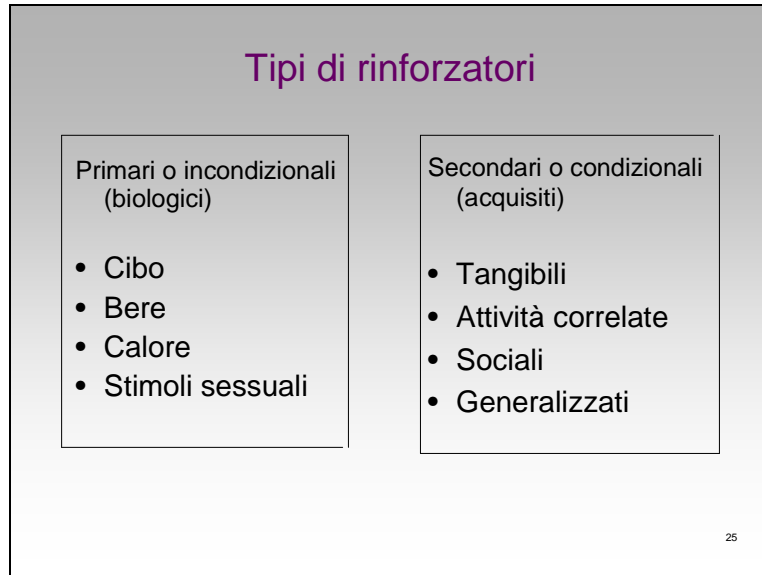 Tipi di rinforzatori
Primari o incondizionali
(biologici)
• Cibo
• Bere
• Calore
• Stimoli sessuali
Secondari o condizionali
(acquisiti)
• Tangibili
• Attività correlate
• Sociali
• Generalizzati
25